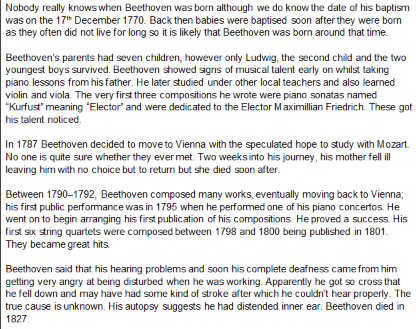 Nobody really knows when Beethoven was born although we do know the date of his baptism
was on the 17th December 1770. Back then babies were baptised soon after they were born
as they often did not live for long so it is likely that Beethoven was born around that time.

Beethoven's parents had seven children, however only Ludwig, the second child and the two
youngest boys survived. Beethoven showed signs of musical talent early on whilst taking
piano lessons from his father. He later studied under other local teachers and also learned
violin and viola. The very first three compositions he wrote were piano sonatas named
"Kurfust" meaning "Elector" and were dedicated to the Elector Maximillian Friedrich. These got
his talent noticed.

In 1787 Beethoven decided to move to Vienna with the speculated hope to study with Mozart.
No one is quite sure whether they ever met. Two weeks into his journey, his mother fell ill
leaving him with no choice but to return but she died soon after.

Between 1790–1792, Beethoven composed many works, eventually moving back to Vienna;
his first public performance was in 1795 when he performed one of his piano concertos. He
went on to begin arranging his first publication of his compositions. He proved a success. His
first six string quartets were composed between 1798 and 1800 being published in 1801.
They became great hits.

Beethoven said that his hearing problems and soon his complete deafness came from him
getting very angry at being disturbed when he was working. Apparently he got so cross that
he fell down and may have had some kind of stroke after which he couldn't hear properly. The
true cause is unknown. His autopsy suggests he had distended inner ear. Beethoven died in
1827.